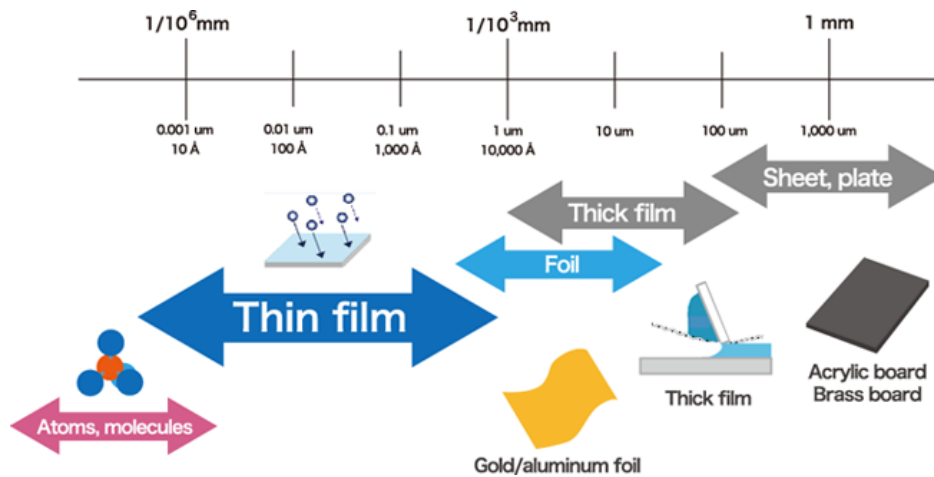 1/10⁶mm
1/10³mm
1 mm
0.001 um
10 Å
0.01 um
100 Å
0.1 um
1,000 Å
1 um
10,000 Å
10 um
100 um
1,000 um
Sheet, plate
Thick film
Foil
Thin film
Atoms, molecules
Gold/aluminum foil
Thick film
Acrylic board
Brass board